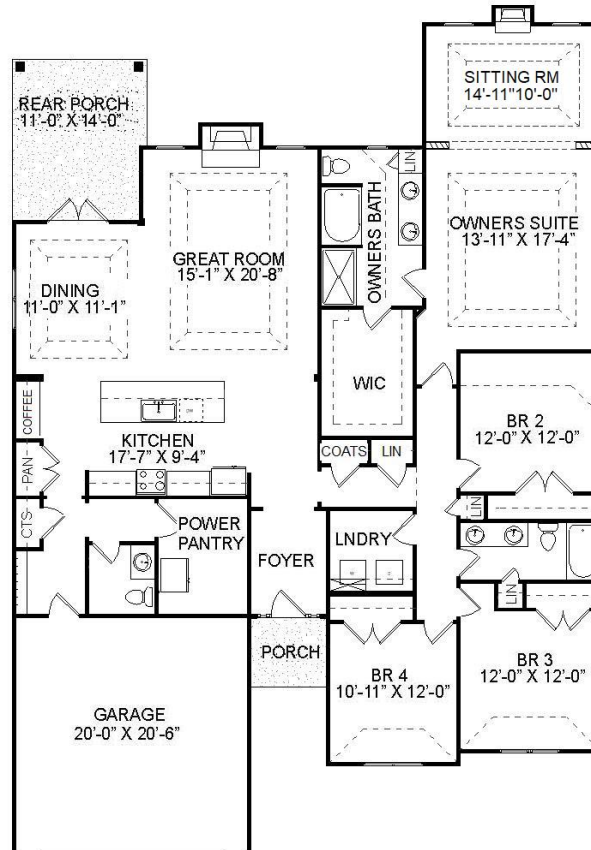 SITTING RM
14'-11"10'-0"
REAR PORCH
11'-0" X 14'-0"
LIN
OWNERS BATH
OWNERS SUITE
13'-11" X 17'-4"
GREAT ROOM
15'-1" X 20'-8"
DINING
11'-0" X 11'-1"
WIC
COFFEE
BR 2
12'-0" X 12'-0"
KITCHEN
17'-7" X 9'-4"
COATS
LIN
PAN
CTS
LIN
POWER
PANTRY
LNDRY
FOYER
LIN
PORCH
BR 3
12'-0" X 12'-0"
BR 4
10'-11" X 12'-0"
GARAGE
20'-0" X 20'-6"